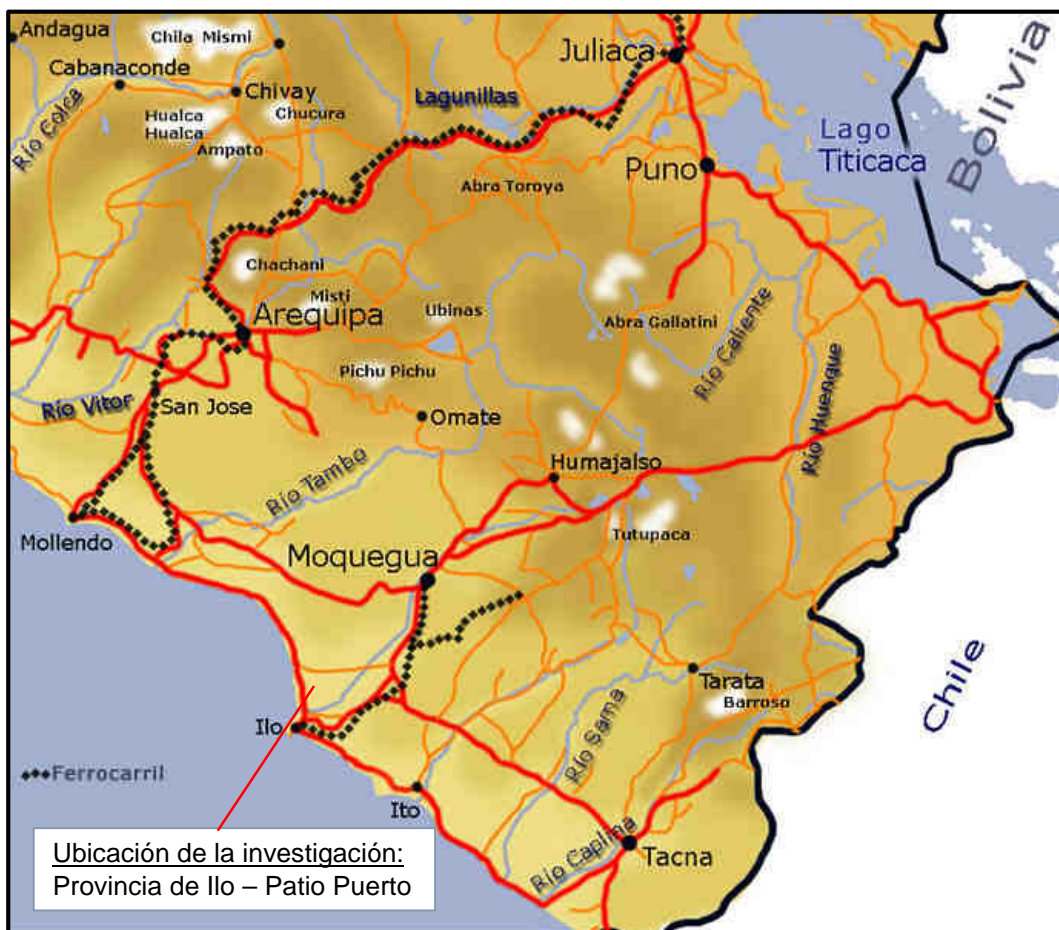 Andagua
Chila Mismi
Cabanaconde
Chivay
Juliaca
Lagunillas
Hualca
Hualca
Chucura
Río Colca
Ampato
Lago
Titicaca
Bolivia
Puno
Abra Toroya
Chachani
Misti
Arequipa
Ubinas
Abra Gallatini
Río Caliente
Pichu Pichu
Río Huengue
Río Vitor
San Jose
Omate
Humajalso
Río Tambo
Mollendo
Tutupaca
Moquegua
Tarata
Barroso
Chile
Ilo
Río Sama
Ferrocarril
Ito
Río Caplina
Tacna
Ubicación de la investigación:
Provincia de Ilo – Patio Puerto